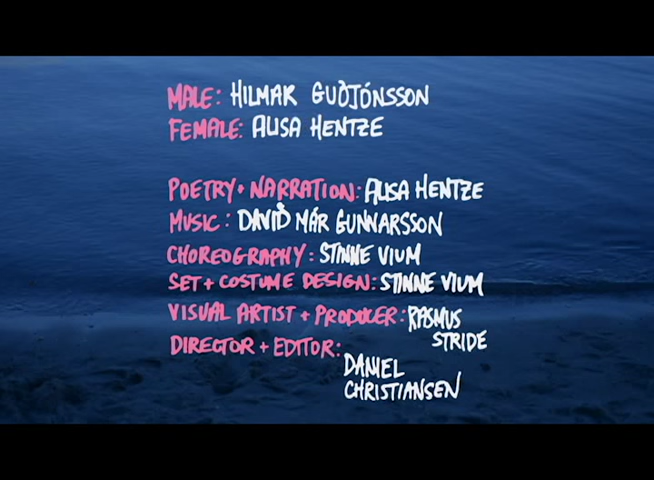 MALE: HILMAR GUÐJÓNSSON
FEMALE: ALISA HENTZE
POETRY + NARRATION: ALISA HENTZE
MUSIC: DAVIÐ MÁR GUNNARSSON
CHOREOGRAPHY: STINNE VIUM
SET + COSTUME DESIGN: STINNE VIUM
VISUAL ARTIST + PRODUCER: RASMUS
STRIDE
DIRECTOR + EDITOR:
DANIEL
CHRISTIANSEN